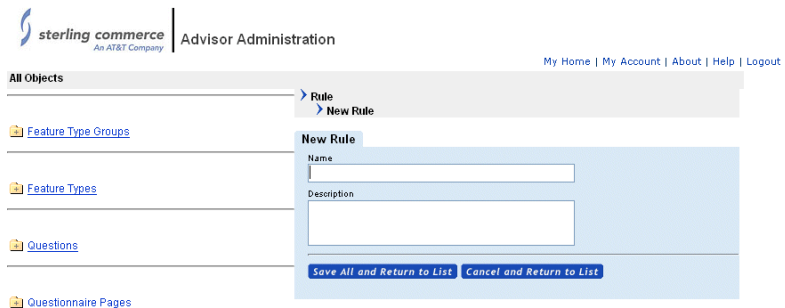 sterling commerce
An AT&T Company
Advisor Administration
My Home | My Account | About | Help | Logout
All Objects
Rule
New Rule
Feature Type Groups
New Rule
Name
Feature Types
Description
Questions
Save All and Return to List Cancel and Return to List
Questionnaire Pages